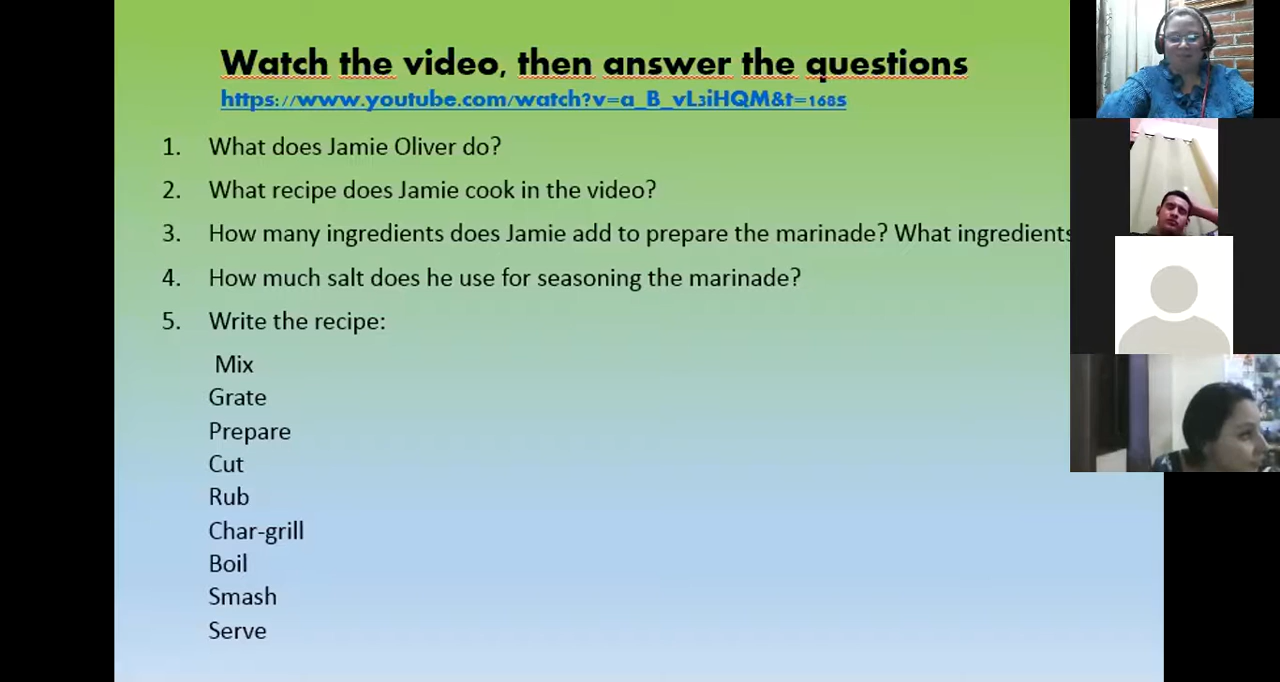 Watch the video, then answer the questions
https://www.youtube.com/watch?v=a_B_vL3iHQM&t=168s
1. What does Jamie Oliver do?
2. What recipe does Jamie cook in the video?
3. How many ingredients does Jamie add to prepare the marinade? What ingredients
4. How much salt does he use for seasoning the marinade?
5. Write the recipe:
Mix
Grate
Prepare
Cut
Rub
Char-grill
Boil
Smash
Serve